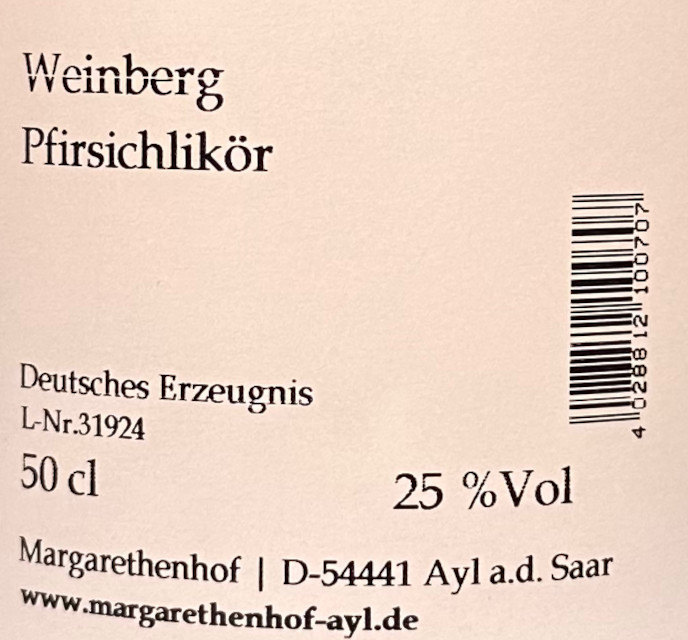 Weinberg
Pfirsichlikör
4 028812 100707
Deutsches Erzeugnis
L-Nr.31924
50 cl
25 %Vol
Margarethenhof | D-54441 Ayl a.d. Saar
www.margarethenhof-ayl.de